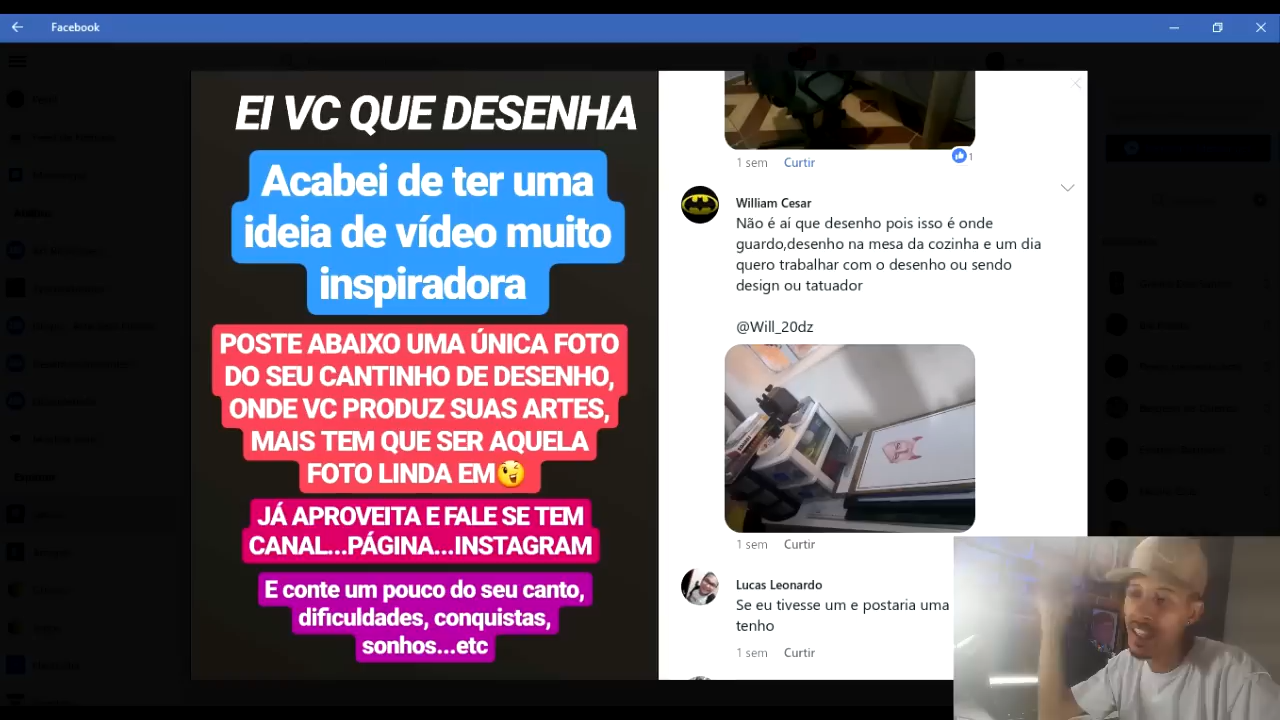 Facebook
EI VC QUE DESENHA
Acabei de ter uma
ideia de vídeo muito
inspiradora
POSTE ABAIXO UMA ÚNICA FOTO
DO SEU CANTINHO DE DESENHO,
ONDE VC PRODUZ SUAS ARTES,
MAIS TEM QUE SER AQUELA
FOTO LINDA EM😉
JÁ APROVEITA E FALE SE TEM
CANAL...PÁGINA...INSTAGRAM
E conte um pouco do seu canto,
dificuldades, conquistas,
sonhos...etc
1 sem Curtir 1
William Cesar
Não é aí que desenho pois isso é onde
guardo,desenho na mesa da cozinha e um dia
quero trabalhar com o desenho ou sendo
design ou tatuador
@Will_20dz
1 sem Curtir
Lucas Leonardo
Se eu tivesse um e postaria uma
tenho
1 sem Curtir